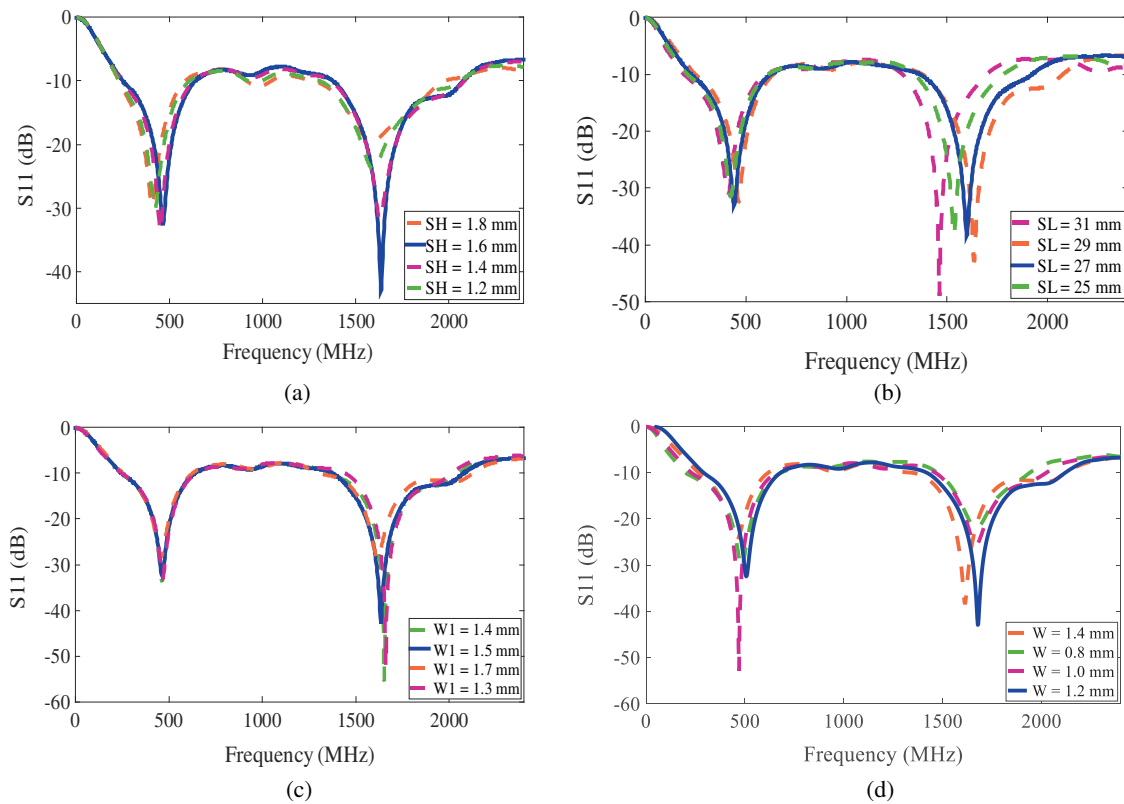 0
-10
-20
-30
-40
S11 (dB)
SH = 1.8 mm
SH = 1.6 mm
SH = 1.4 mm
SH = 1.2 mm
0
500
1000
1500
2000
Frequency (MHz)
(a)
0
-10
-20
-30
-40
-50
S11 (dB)
SL = 31 mm
SL = 29 mm
SL = 27 mm
SL = 25 mm
0
500
1000
1500
2000
Frequency (MHz)
(b)
0
-10
-20
-30
-40
-50
-60
S11 (dB)
W1 = 1.4 mm
W1 = 1.5 mm
W1 = 1.7 mm
W1 = 1.3 mm
0
500
1000
1500
2000
Frequency (MHz)
(c)
0
-10
-20
-30
-40
-50
-60
S11 (dB)
W = 1.4 mm
W = 0.8 mm
W = 1.0 mm
W = 1.2 mm
0
500
1000
1500
2000
Frequency (MHz)
(d)